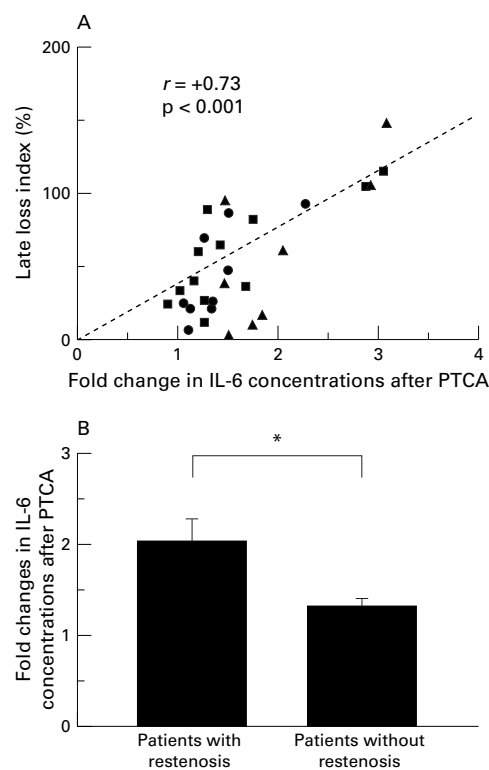 A
200
r = +0.73
p < 0.001
Late loss index (%)
100
0
0 1 2 3 4
Fold change in IL-6 concentrations after PTCA
B
*
3
Fold changes in IL-6
concentrations after PTCA
2
1
0
Patients with
restenosis
Patients without
restenosis